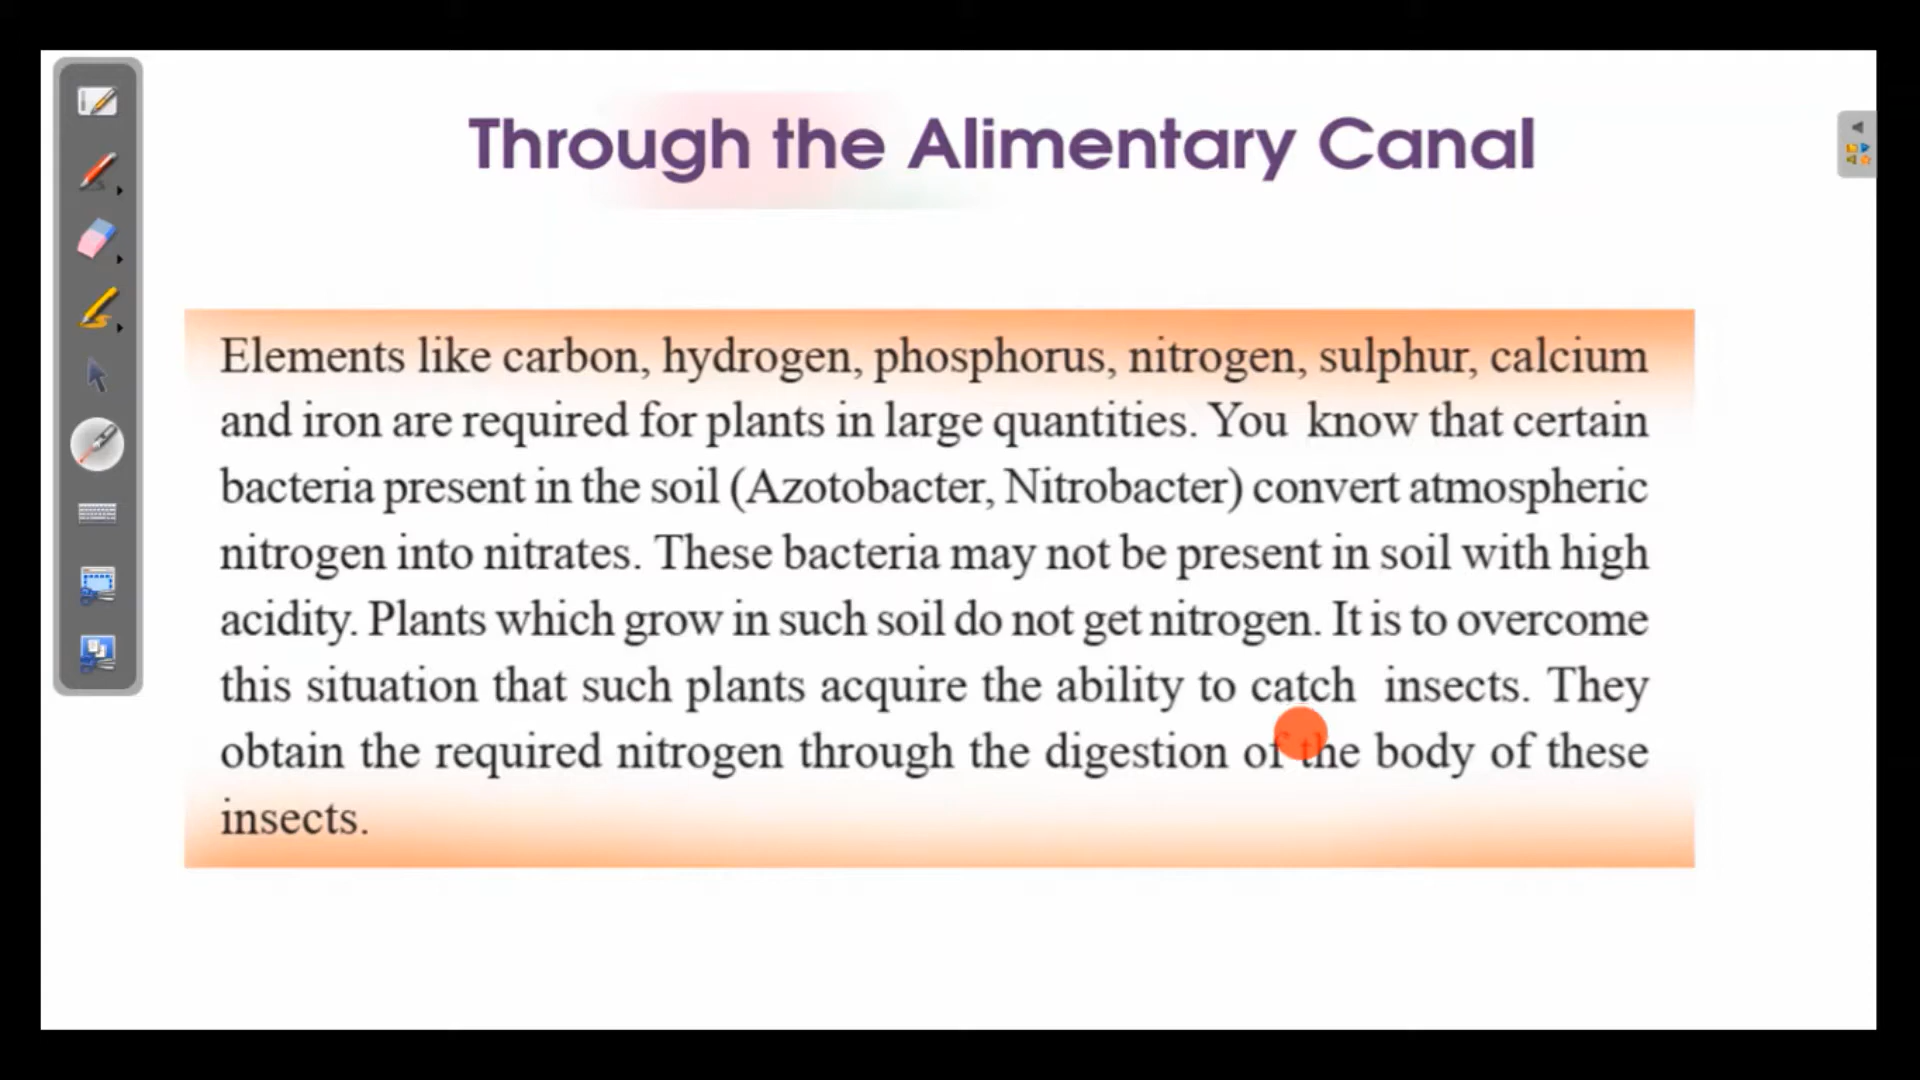 Through the Alimentary Canal
Elements like carbon, hydrogen, phosphorus, nitrogen, sulphur, calcium
and iron are required for plants in large quantities. You know that certain
bacteria present in the soil (Azotobacter, Nitrobacter) convert atmospheric
nitrogen into nitrates. These bacteria may not be present in soil with high
acidity. Plants which grow in such soil do not get nitrogen. It is to overcome
this situation that such plants acquire the ability to catch insects. They
obtain the required nitrogen through the digestion of the body of these
insects.